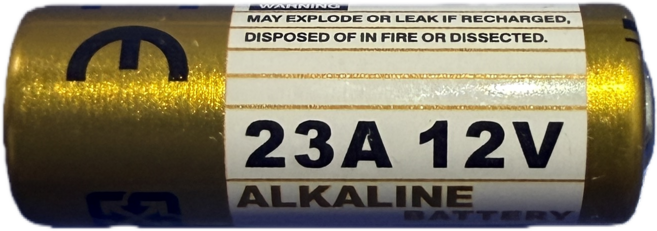 WARNING
MAY EXPLODE OR LEAK IF RECHARGED,
DISPOSED OF IN FIRE OR DISSECTED.
23A 12V
ALKALINE
BATTERY